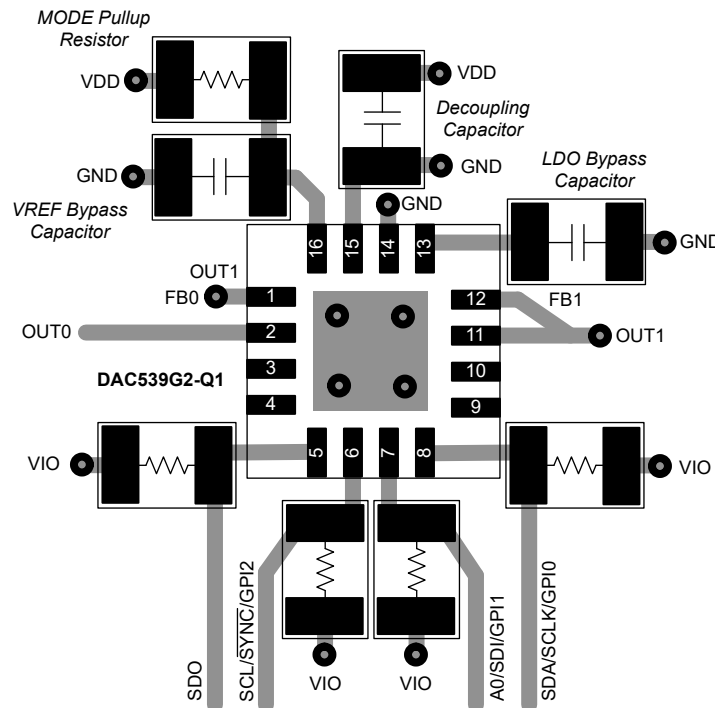 MODE Pullup
Resistor
VDD
VDD
Decoupling
Capacitor
GND
GND
LDO Bypass
Capacitor
VREF Bypass
Capacitor
GND
GND
16
15
14
13
OUT1
FB0
1
12
FB1
OUT0
2
11
OUT1
3
10
DAC539G2-Q1
4
9
5
6
7
8
VIO
VIO
SDO
SCL/SYNC/GPI2
VIO
VIO
A0/SDI/GPI1
SDA/SCLK/GPI0